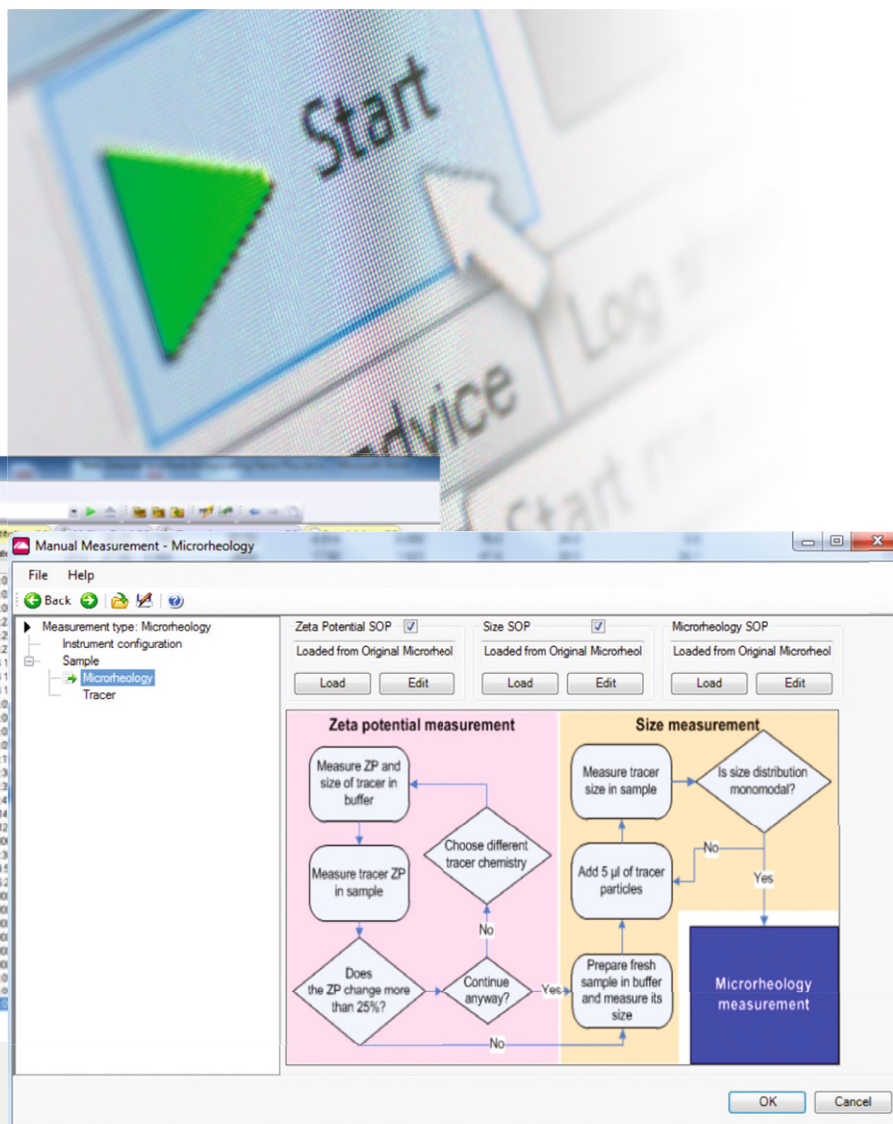 Start
advice
Log
Start
Manual Measurement - Microrheology
File Help
Back
Measurement type: Microrheology
Instrument configuration
Sample
Microrheology
Tracer
Zeta Potential SOP
Loaded from Original Microrheol
Load Edit
Size SOP
Loaded from Original Microrheol
Load Edit
Microrheology SOP
Loaded from Original Microrheol
Load Edit
Zeta potential measurement
Measure ZP and
size of tracer in
buffer
Measure tracer ZP
in sample
Does
the ZP change more
than 25%?
Choose different
tracer chemistry
No
Continue
anyway?
Yes
No
Size measurement
Measure tracer
size in sample
Is size distribution
monomodal?
No
Yes
Add 5 µl of tracer
particles
Prepare fresh
sample in buffer
and measure its
size
Microrheology
measurement
OK Cancel